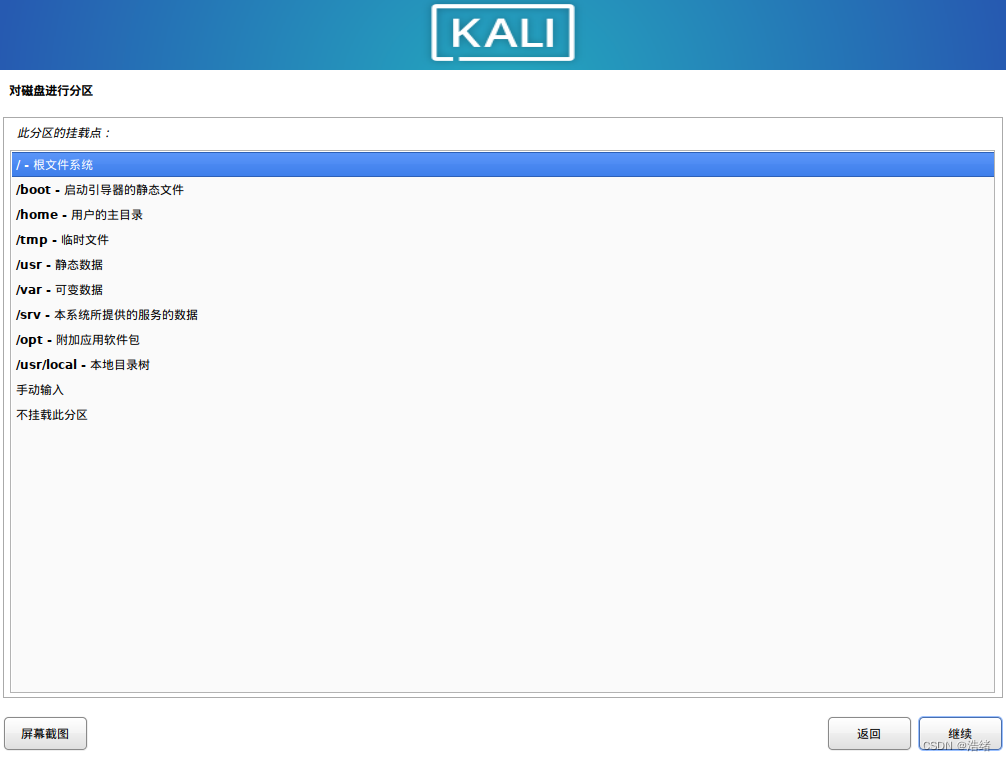 KALI
对磁盘进行分区
此分区的挂载点：
/ - 根文件系统
/boot - 启动引导器的静态文件
/home - 用户的主目录
/tmp - 临时文件
/usr - 静态数据
/var - 可变数据
/srv - 本系统所提供的服务的数据
/opt - 附加应用软件包
/usr/local - 本地目录树
手动输入
不挂载此分区
屏幕截图
返回
继续
CSDN @浩绪